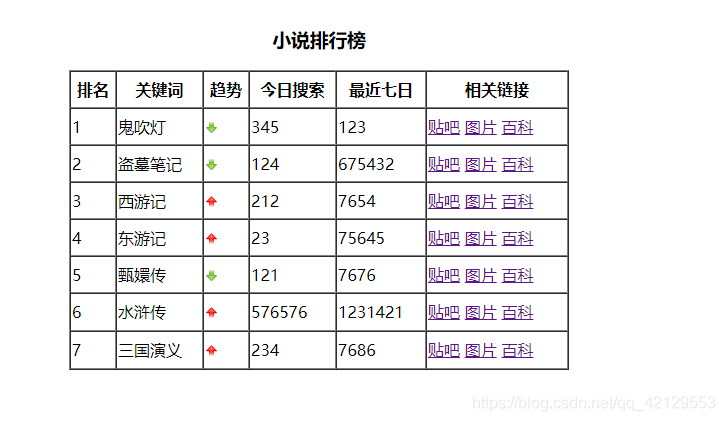 小说排行榜
排名 关键词 趋势 今日搜索 最近七日 相关链接
1 鬼吹灯 345 123 贴吧 图片 百科
2 盗墓笔记 124 675432 贴吧 图片 百科
3 西游记 212 7654 贴吧 图片 百科
4 东游记 23 75645 贴吧 图片 百科
5 甄嬛传 121 7676 贴吧 图片 百科
6 水浒传 576576 1231421 贴吧 图片 百科
7 三国演义 234 7686 贴吧 图片 百科
https://blog.csdn.net/qq_42129553